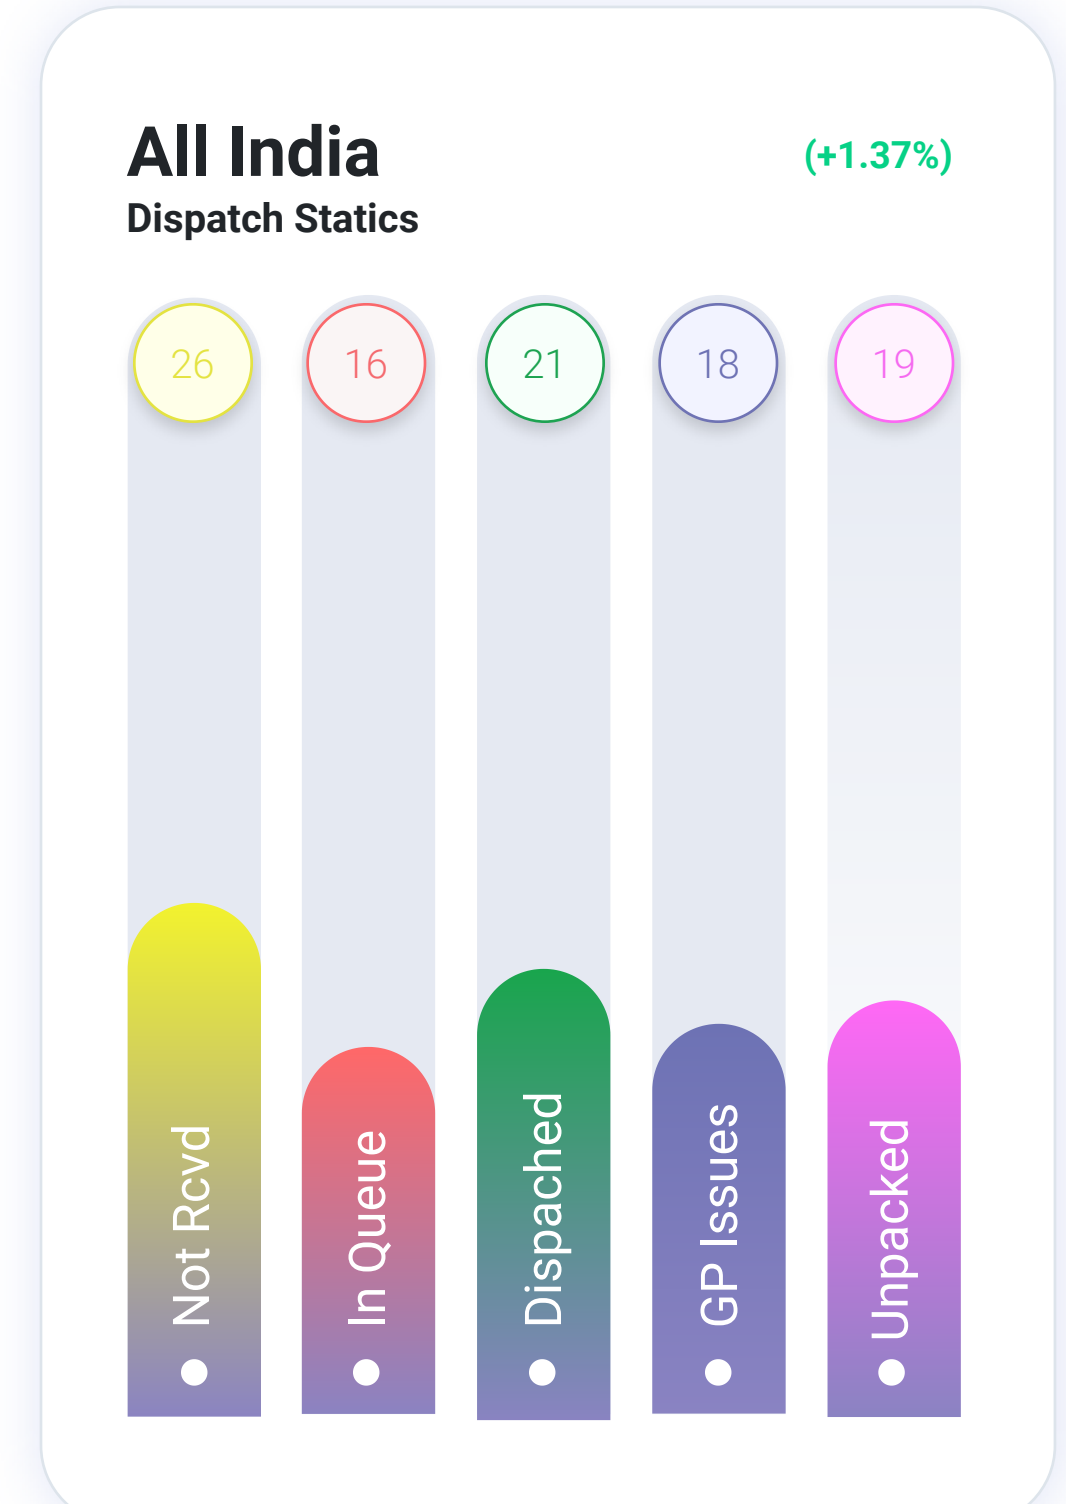 All India
(+1.37%)
Dispatch Statics
26
16
21
18
19
Not Rcvd
In Queue
Dispached
GP Issues
Unpacked